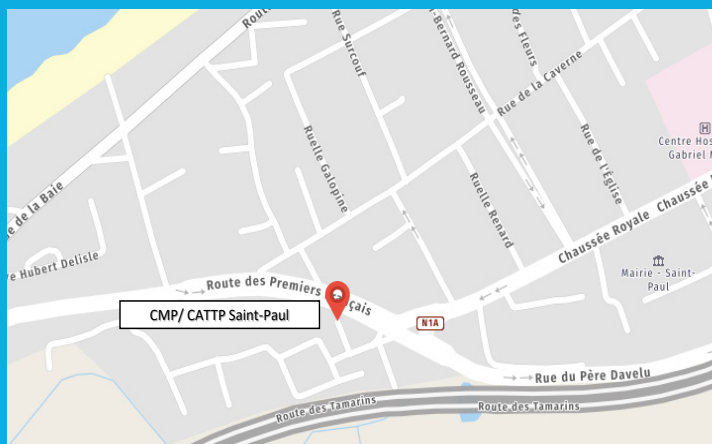 Route
Rue Surcouf
-Bernard Rousseau
des Fleurs
Rue de la Caverne
H
Centre Hos
Gabriel M
Ruelle Galopine
Rue de l'Église
Ruelle Renard
Chaussée Royale
Chaussée
e de la Baie
Mairie - Saint-
Paul
e Hubert Delisle
Route des Premiers
çais
CMP/ CATTP Saint-Paul
N1A
Rue du Père Davelu
Route des Tamarins
Route des Tamarins